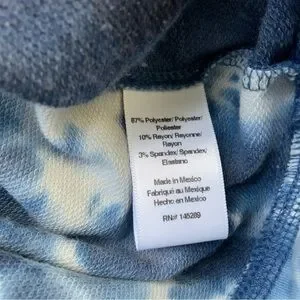 87% Polyester/ Polyester/
Poliester
10% Rayon/ Rayonne/
Rayon
3% Spandex/ Spandex/
Elastano
Made in Mexico
Fabriqué au Mexique
Hecho en Mexico
RN# 145289